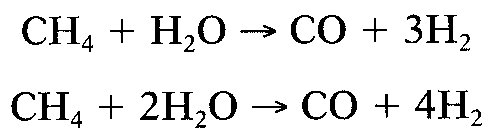 CH₄ + H₂O → CO + 3H₂
CH₄ + 2H₂O → CO + 4H₂